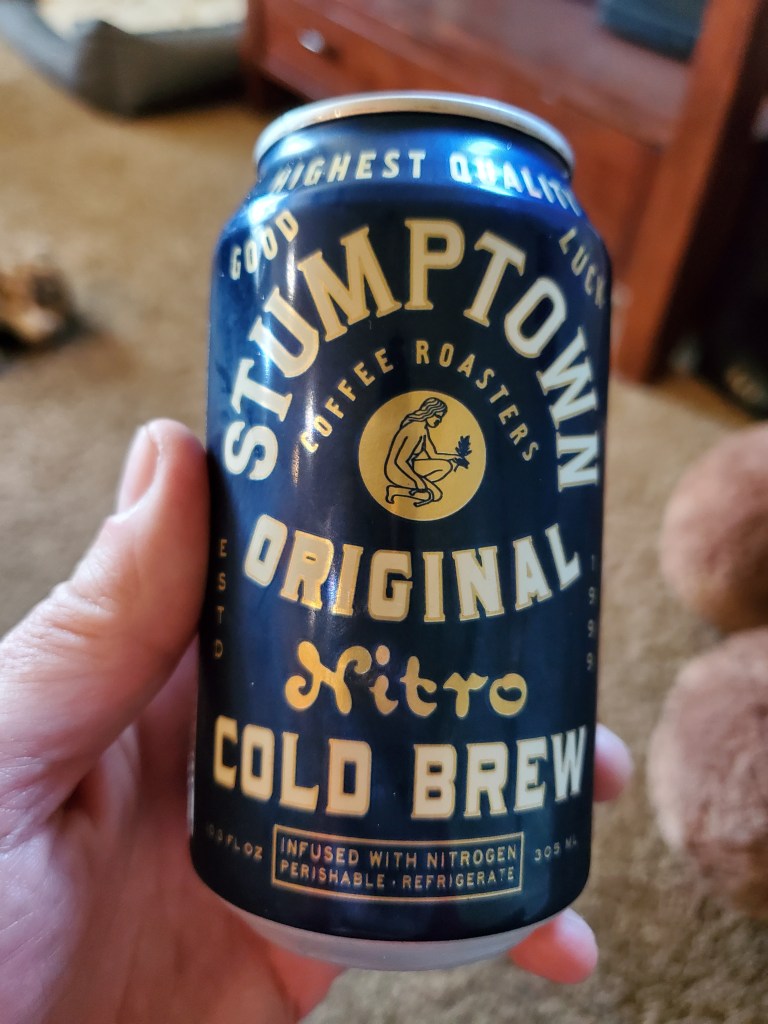 HIGHEST QUALITY
GOOD LUCK
STUMPTOWN
COFFEE ROASTERS
ORIGINAL
ESTD 1999
Nitro
COLD BREW
FL OZ
INFUSED WITH NITROGEN
PERISHABLE · REFRIGERATE
305 ML